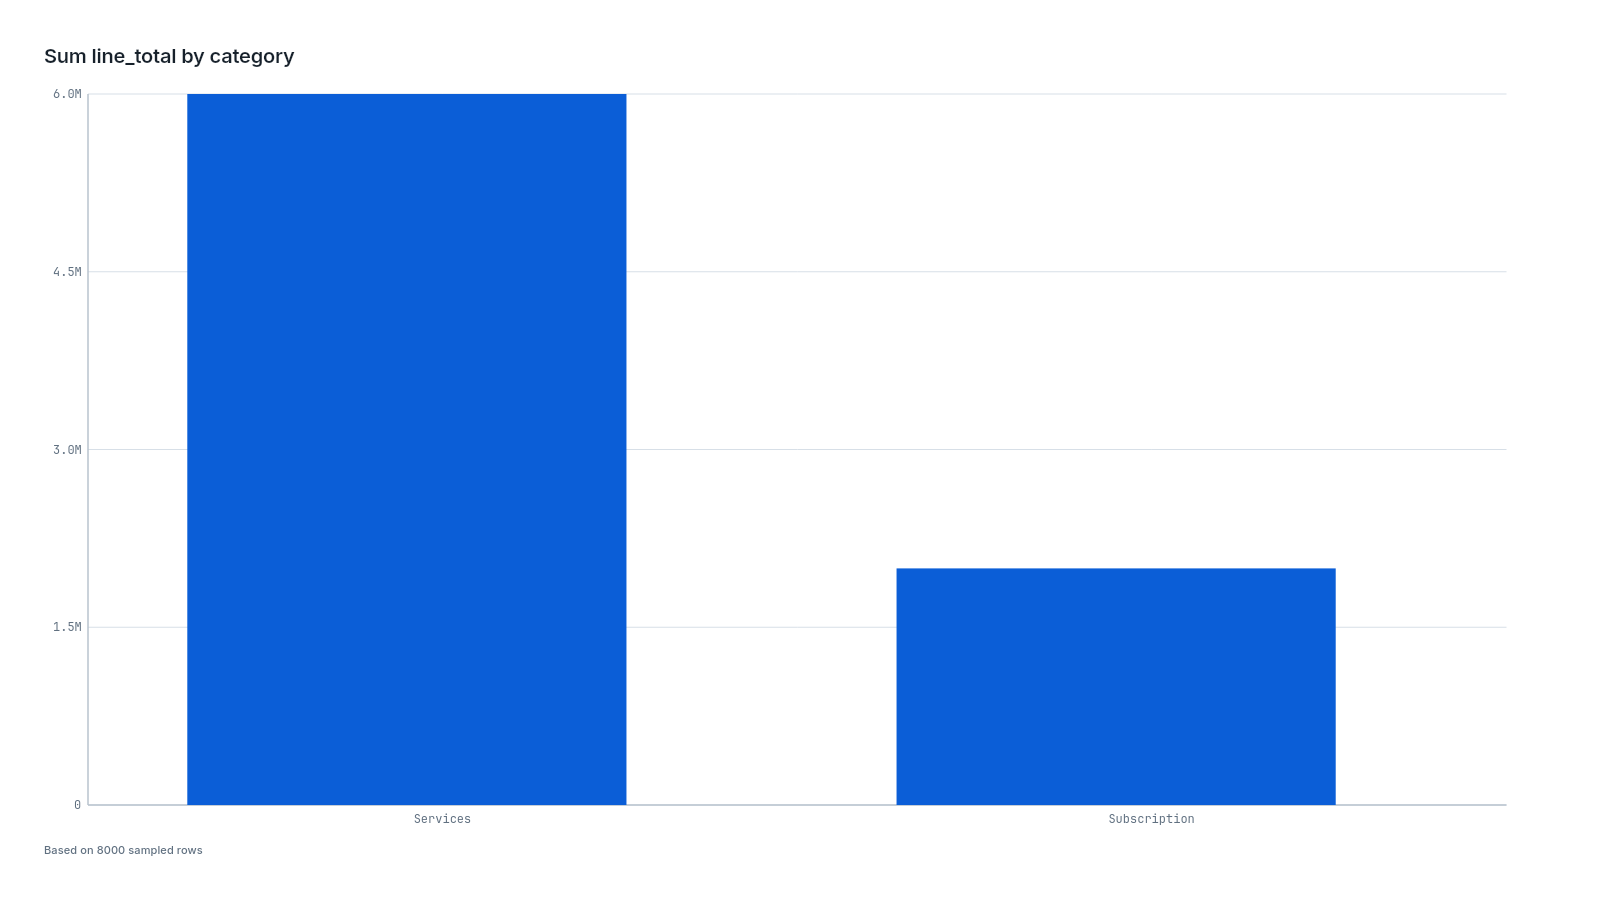 Sum line_total by category
6.0M
4.5M
3.0M
1.5M
0
Services
Subscription
Based on 8000 sampled rows